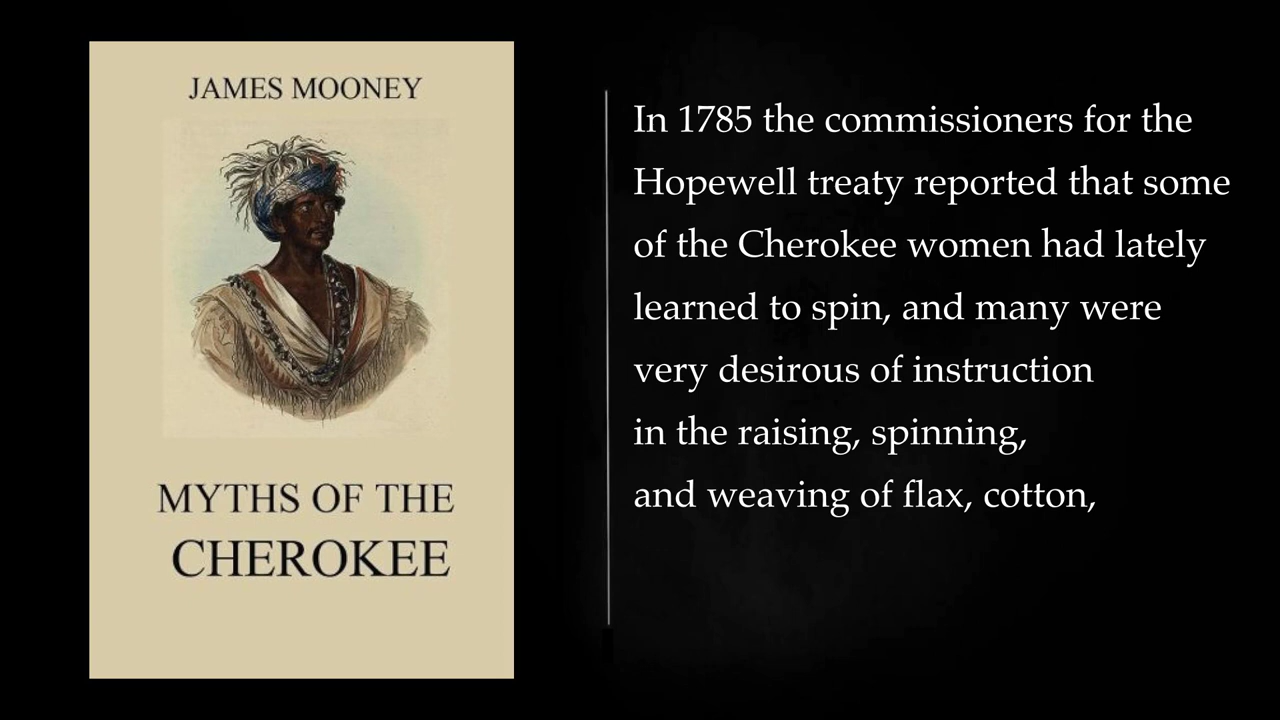 JAMES MOONEY
MYTHS OF THE
CHEROKEE
In 1785 the commissioners for the
Hopewell treaty reported that some
of the Cherokee women had lately
learned to spin, and many were
very desirous of instruction
in the raising, spinning,
and weaving of flax, cotton,